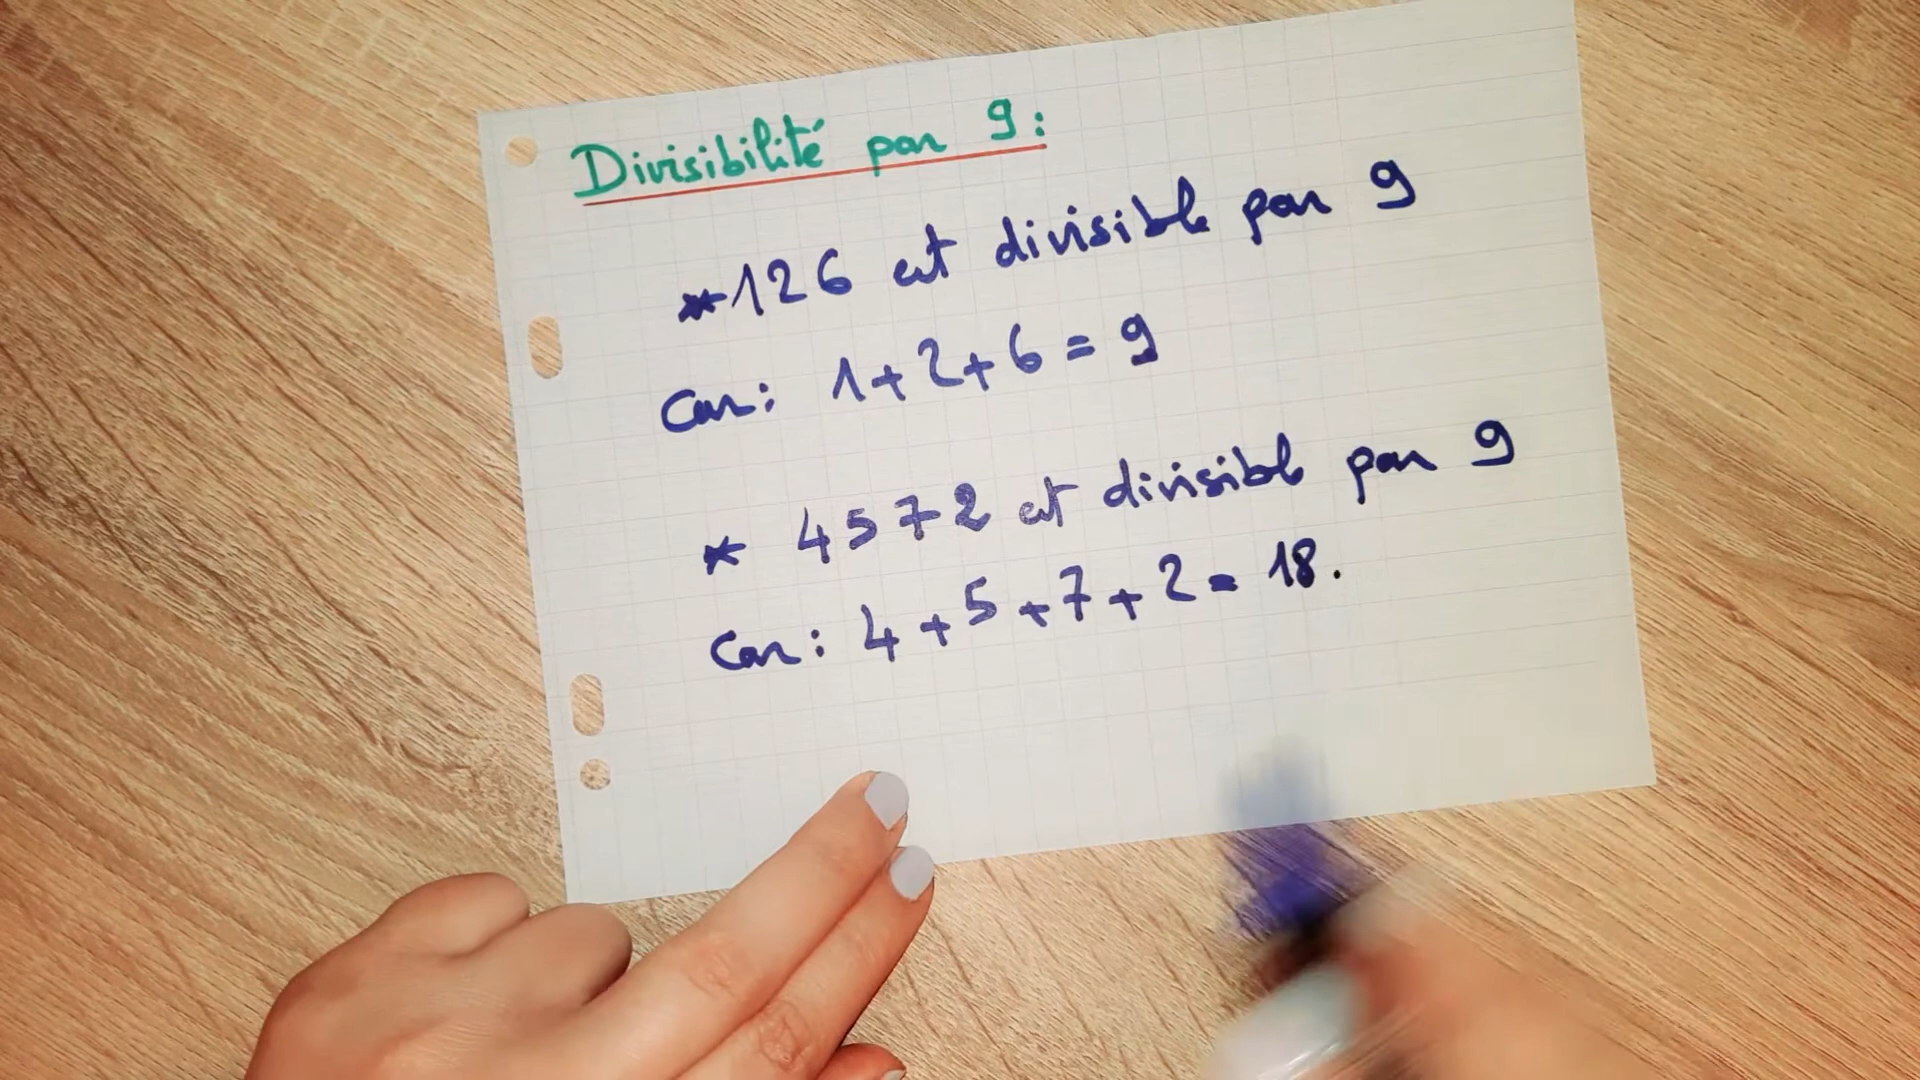 Divisibilité par 9 :
* 126 est divisible par 9
Car : 1 + 2 + 6 = 9
* 4572 est divisible par 9
Car : 4 + 5 + 7 + 2 = 18.